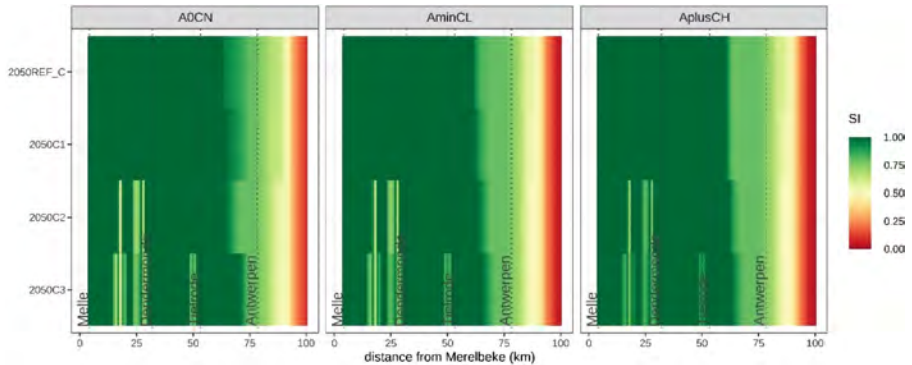 A0CN
AminCL
AplusCH
2050REF_C
2050C1
2050C2
2050C3
Melle
Antwerpen
Melle
Antwerpen
Melle
Antwerpen
SI
1.00
0.75
0.50
0.25
0.00
0 25 50 75 100
0 25 50 75 100
0 25 50 75 100
distance from Merelbeke (km)